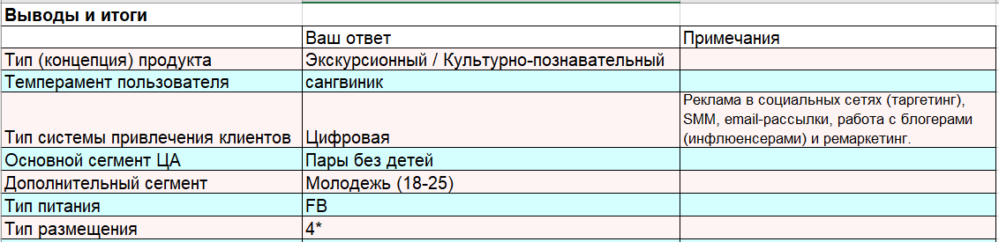 Выводы и итоги
Ваш ответ Примечания
Тип (концепция) продукта Экскурсионный / Культурно-познавательный
Темперамент пользователя сангвиник
Реклама в социальных сетях (таргетинг),
SMM, email-рассылки, работа с блогерами
Тип системы привлечения клиентов Цифровая (инфлюенсерами) и ремаркетинг.
Основной сегмент ЦА Пары без детей
Дополнительный сегмент Молодежь (18-25)
Тип питания FB
Тип размещения 4*